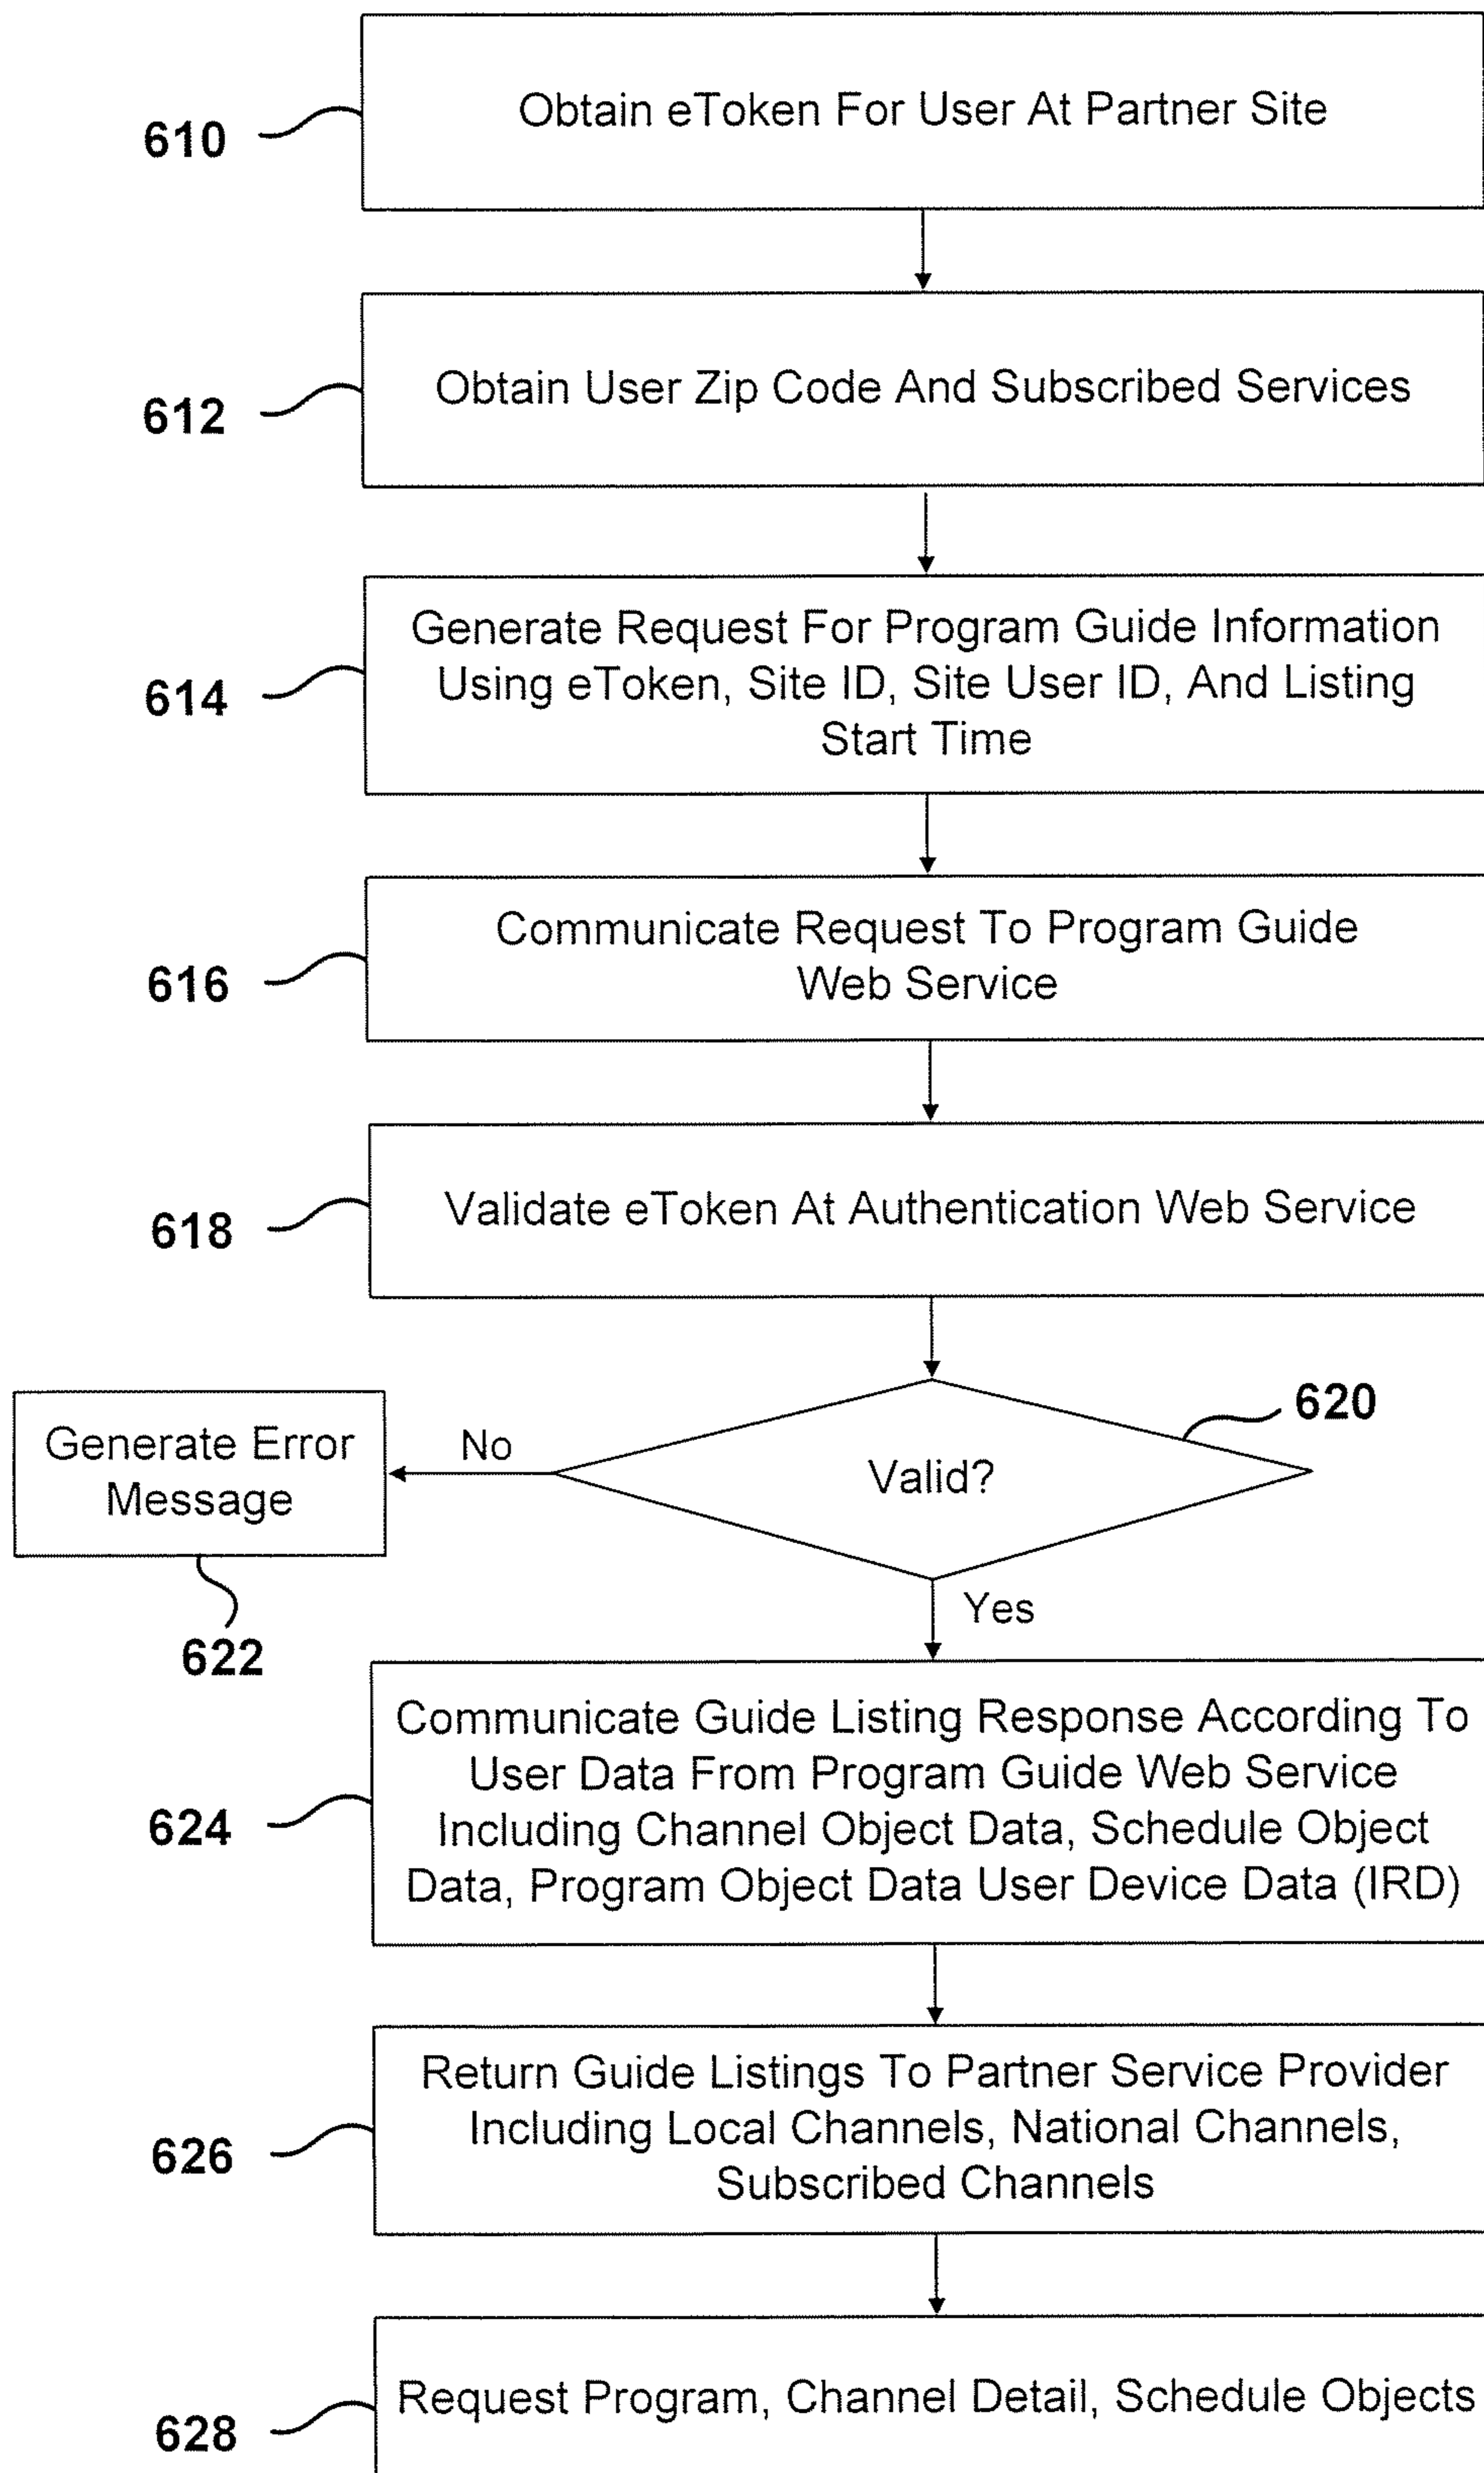 Obtain eToken For User At Partner Site
610
Obtain User Zip Code And Subscribed Services
612
Generate Request For Program Guide Information
Using eToken, Site ID, Site User ID, And Listing
Start Time
614
Communicate Request To Program Guide
Web Service
616
Validate eToken At Authentication Web Service
618
620
Valid?
No
Generate Error
Message
622
Yes
Communicate Guide Listing Response According To
User Data From Program Guide Web Service
Including Channel Object Data, Schedule Object
Data, Program Object Data User Device Data (IRD)
624
Return Guide Listings To Partner Service Provider
Including Local Channels, National Channels,
Subscribed Channels
626
Request Program, Channel Detail, Schedule Objects
628